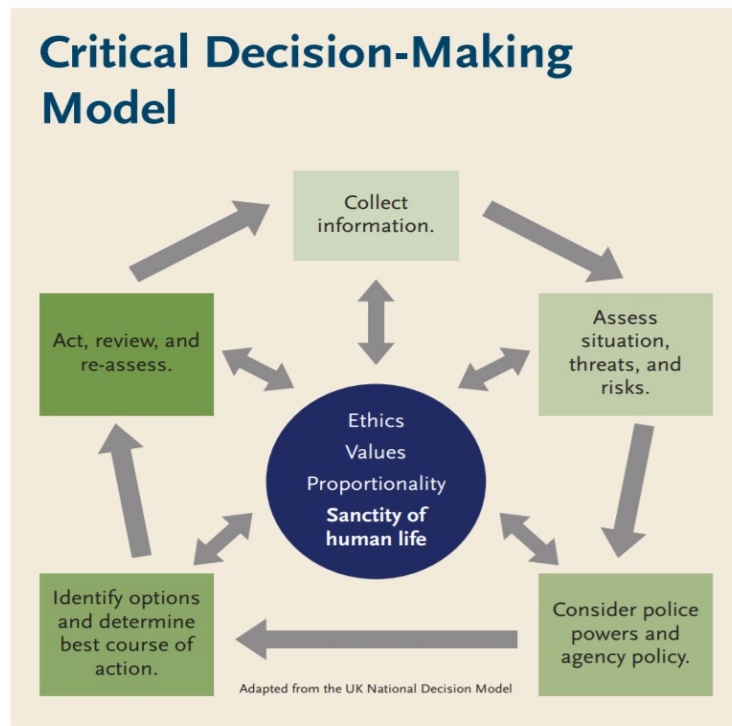 Critical Decision-Making
Model
Collect
information.
Assess
situation,
threats, and
risks.
Consider police
powers and
agency policy.
Identify options
and determine
best course of
action.
Act, review, and
re-assess.
Ethics
Values
Proportionality
Sanctity of
human life
Adapted from the UK National Decision Model